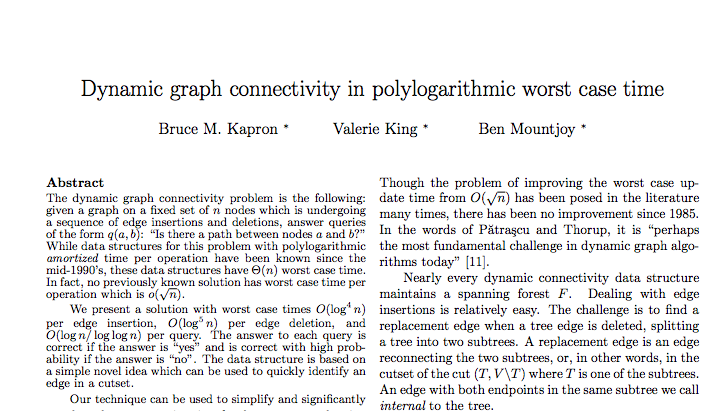 Dynamic graph connectivity in polylogarithmic worst case time
Bruce M. Kapron * Valerie King * Ben Mountjoy *
Abstract
The dynamic graph connectivity problem is the following:
given a graph on a fixed set of n nodes which is undergoing
a sequence of edge insertions and deletions, answer queries
of the form q(a, b): “Is there a path between nodes a and b?”
While data structures for this problem with polylogarithmic
amortized time per operation have been known since the
mid-1990’s, these data structures have Θ(n) worst case time.
In fact, no previously known solution has worst case time per
operation which is o(√n).
We present a solution with worst case times O(log⁴ n)
per edge insertion, O(log⁵ n) per edge deletion, and
O(log n/ log log n) per query. The answer to each query is
correct if the answer is “yes” and is correct with high prob-
ability if the answer is “no”. The data structure is based on
a simple novel idea which can be used to quickly identify an
edge in a cutset.
Our technique can be used to simplify and significantly
Though the problem of improving the worst case up-
date time from O(√n) has been posed in the literature
many times, there has been no improvement since 1985.
In the words of Pătraşcu and Thorup, it is “perhaps
the most fundamental challenge in dynamic graph algo-
rithms today” [11].
Nearly every dynamic connectivity data structure
maintains a spanning forest F. Dealing with edge
insertions is relatively easy. The challenge is to find a
replacement edge when a tree edge is deleted, splitting
a tree into two subtrees. A replacement edge is an edge
reconnecting the two subtrees, or, in other words, in the
cutset of the cut (T, V\T) where T is one of the subtrees.
An edge with both endpoints in the same subtree we call
internal to the tree.